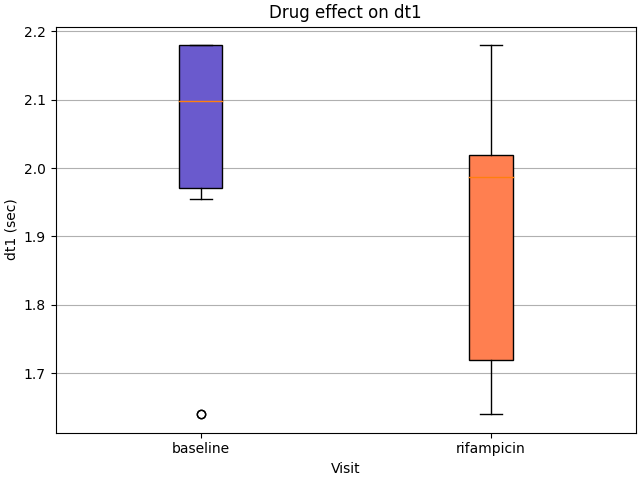 Drug effect on dt1
dt1 (sec)
2.2
2.1
2.0
1.9
1.8
1.7
baseline
rifampicin
Visit